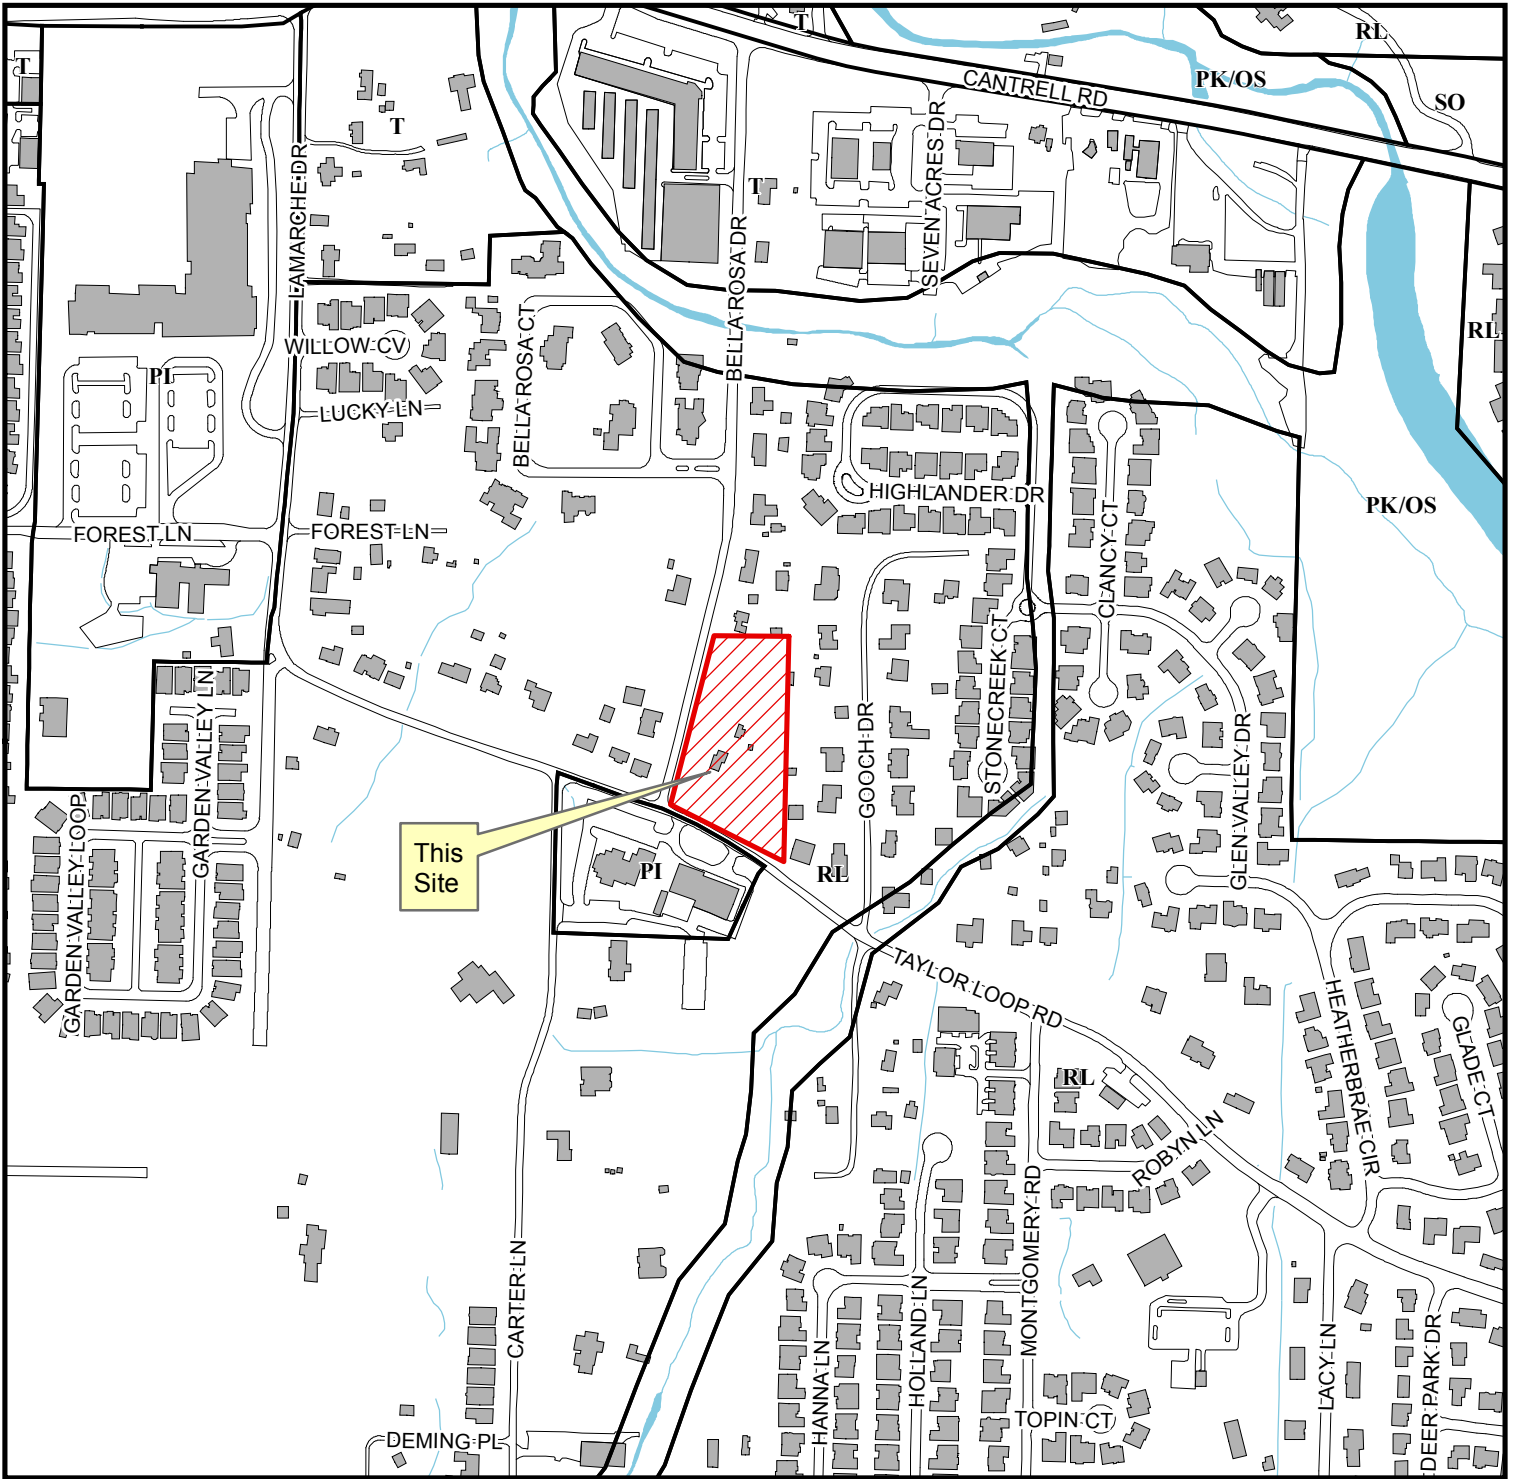 T
RL
T
CANTRELL RD
PK/OS
SO
T
LAMARCHE DR
SEVEN ACRES DR
T
BELLA ROSA DR
RL
WILLOW CV
BELLA ROSA CT
PI
LUCKY LN
HIGHLANDER DR
PK/OS
FOREST LN
FOREST LN
CLANCY CT
STONECREEK CT
GARDEN VALLEY LN
GOOCH DR
GLEN VALLEY DR
GARDEN VALLEY LOOP
This
Site
PI
RL
TAYLOR LOOP RD
HEATHERBRAE CIR
GLADE CT
RL
ROBYN LN
MONTGOMERY RD
CARTER LN
HOLLAND LN
HANNA LN
LACY LN
DEER PARK DR
TOPIN CT
DEMING PL